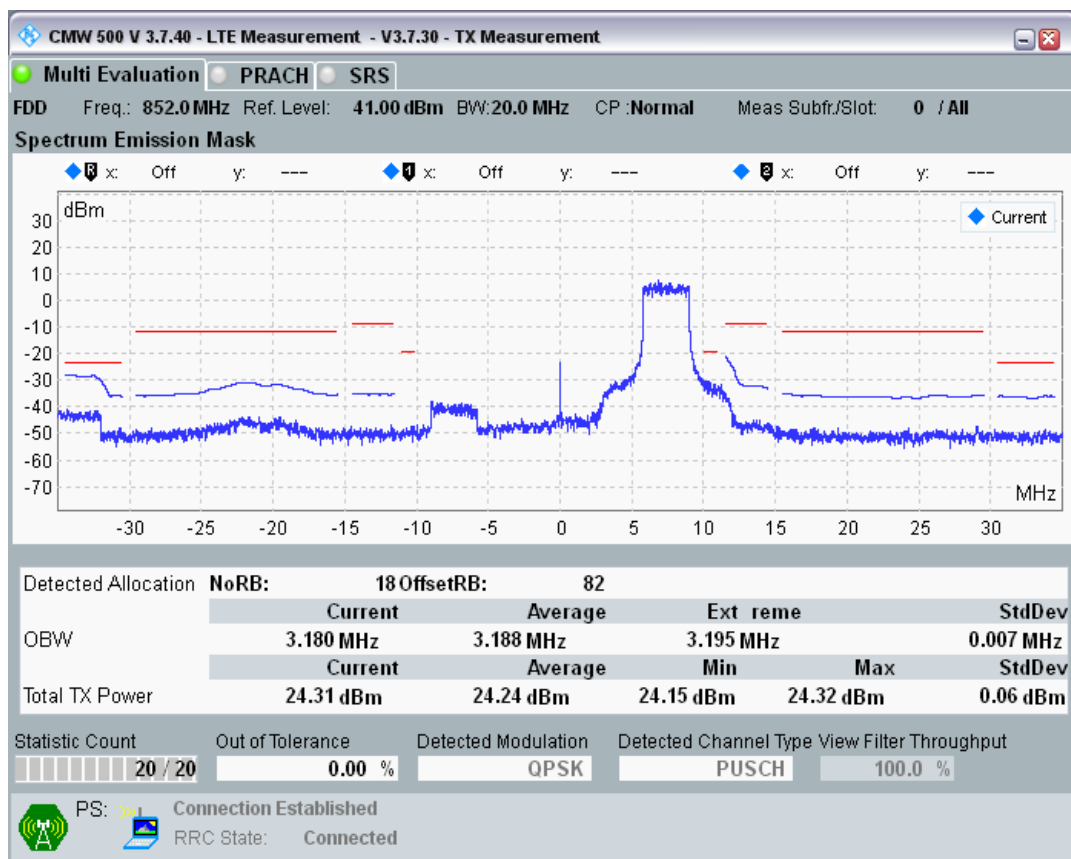 CMW 500 V 3.7.40 - LTE Measurement - V3.7.30 - TX Measurement
Multi Evaluation PRACH SRS
FDD Freq.: 852.0 MHz Ref. Level: 41.00 dBm BW:20.0 MHz CP :Normal Meas Subfr./Slot: 0 / All
Spectrum Emission Mask
R x: Off y: --- 1 x: Off y: --- 2 x: Off y: ---
dBm
Current
30
20
10
0
-10
-20
-30
-40
-50
-60
-70
MHz
-30 -25 -20 -15 -10 -5 0 5 10 15 20 25 30
Detected Allocation NoRB: 18 OffsetRB: 82
Current Average Ext reme StdDev
OBW 3.180 MHz 3.188 MHz 3.195 MHz 0.007 MHz
Current Average Min Max StdDev
Total TX Power 24.31 dBm 24.24 dBm 24.15 dBm 24.32 dBm 0.06 dBm
Statistic Count Out of Tolerance Detected Modulation Detected Channel Type View Filter Throughput
20 / 20 0.00 % QPSK PUSCH 100.0 %
PS: Connection Established
RRC State: Connected